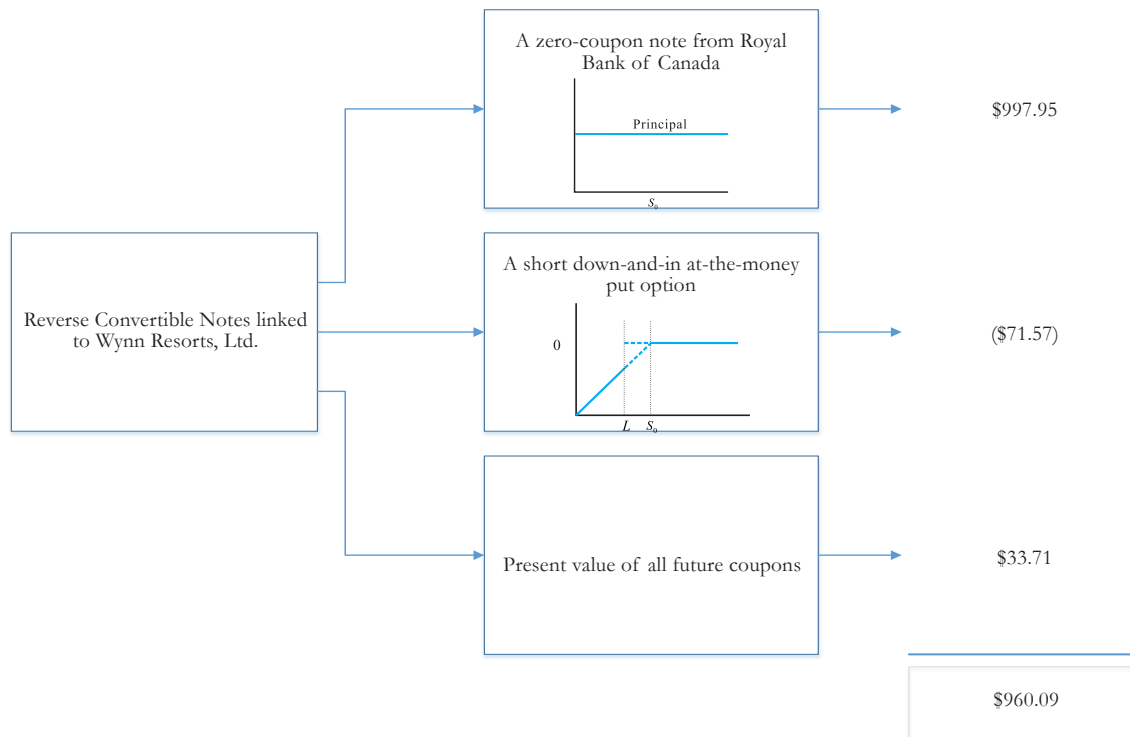 A zero-coupon note from Royal
Bank of Canada
Principal
S₀
$997.95
Reverse Convertible Notes linked
to Wynn Resorts, Ltd.
A short down-and-in at-the-money
put option
0
L S₀
($71.57)
Present value of all future coupons
$33.71
$960.09